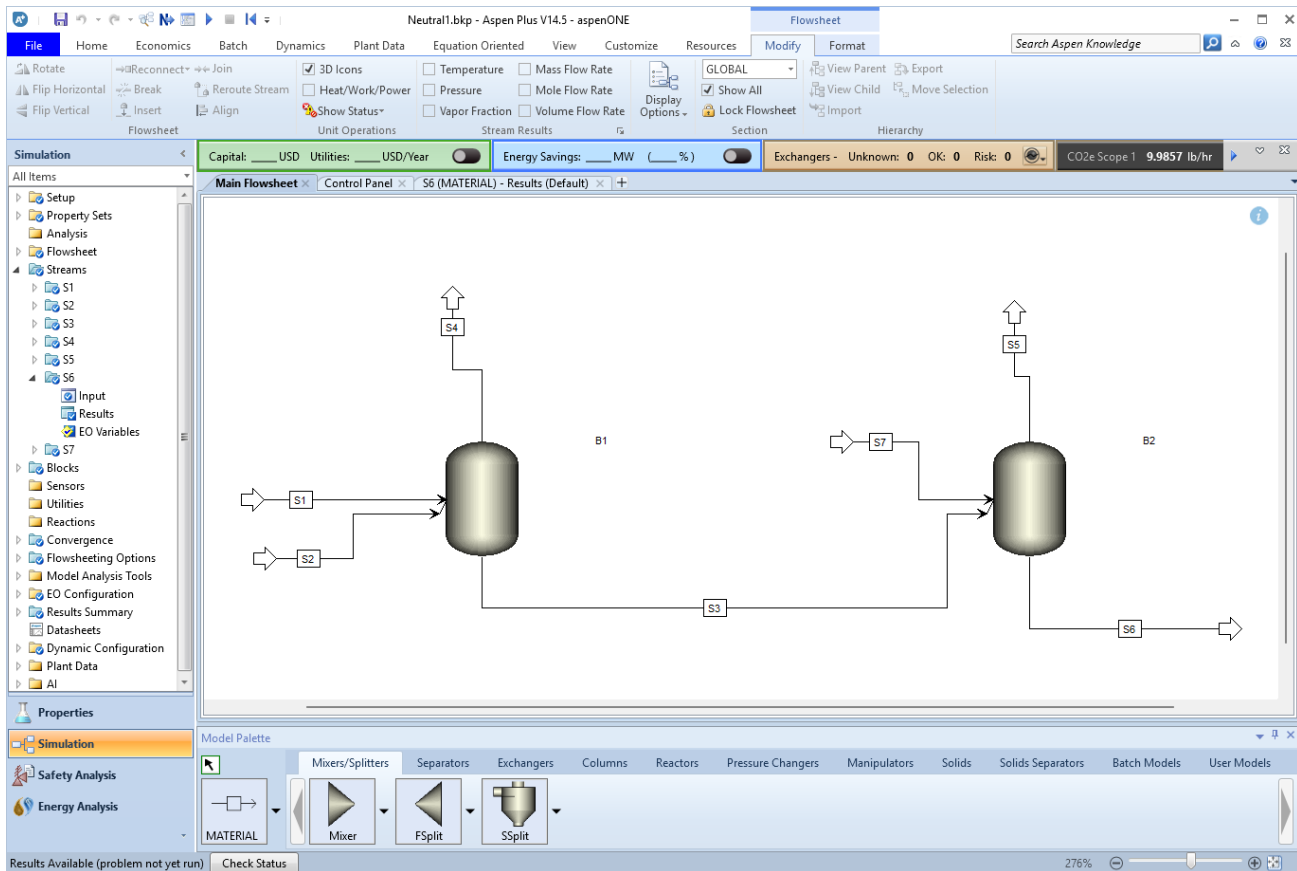 Neutral1.bkp - Aspen Plus V14.5 - aspenONE
Flowsheet
File Home Economics Batch Dynamics Plant Data Equation Oriented View Customize Resources Modify Format Search Aspen Knowledge
Rotate Reconnect Join 3D Icons Temperature Mass Flow Rate GLOBAL View Parent Export
Flip Horizontal Break Reroute Stream Heat/Work/Power Pressure Mole Flow Rate Display Options Show All View Child Move Selection
Flip Vertical Insert Align Show Status Vapor Fraction Volume Flow Rate Lock Flowsheet Import
Flowsheet Unit Operations Stream Results Section Hierarchy
Simulation
Capital: ____ USD Utilities: ____ USD/Year Energy Savings: ____ MW (____%) Exchangers - Unknown: 0 OK: 0 Risk: 0 CO2e Scope 1 9.9857 lb/hr
All Items
Main Flowsheet Control Panel S6 (MATERIAL) - Results (Default) +
Setup
Property Sets
Analysis
Flowsheet
Streams
S1
S2
S3
S4
S5
S6
Input
Results
EO Variables
S7
Blocks
Sensors
Utilities
Reactions
Convergence
Flowsheeting Options
Model Analysis Tools
EO Configuration
Results Summary
Datasheets
Dynamic Configuration
Plant Data
AI
Properties
Simulation
Safety Analysis
Energy Analysis
S4
S5
B1
S7
B2
S1
S2
S3
S6
Model Palette
Mixers/Splitters Separators Exchangers Columns Reactors Pressure Changers Manipulators Solids Solids Separators Batch Models User Models
MATERIAL Mixer FSplit SSplit
Results Available (problem not yet run) Check Status 276%